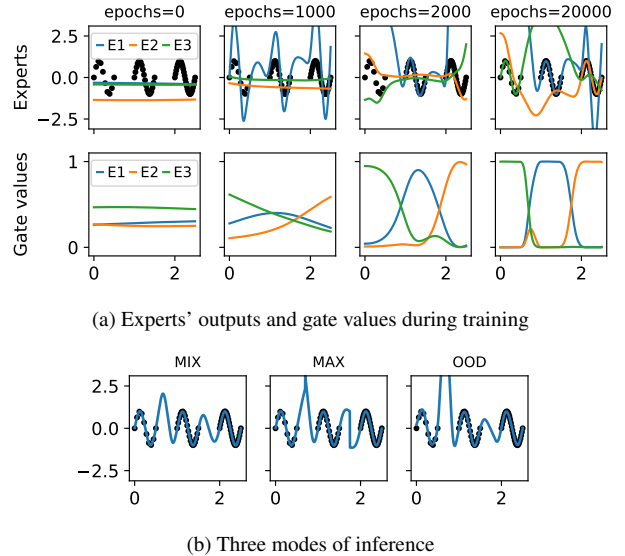 epochs=0 epochs=1000 epochs=2000 epochs=20000
Experts
2.5
0.0
−2.5
E1 E2 E3
Gate values
1
0
E1 E2 E3
0 2 0 2 0 2 0 2
(a) Experts' outputs and gate values during training
MIX MAX OOD
2.5
0.0
−2.5
0 2 0 2 0 2
(b) Three modes of inference